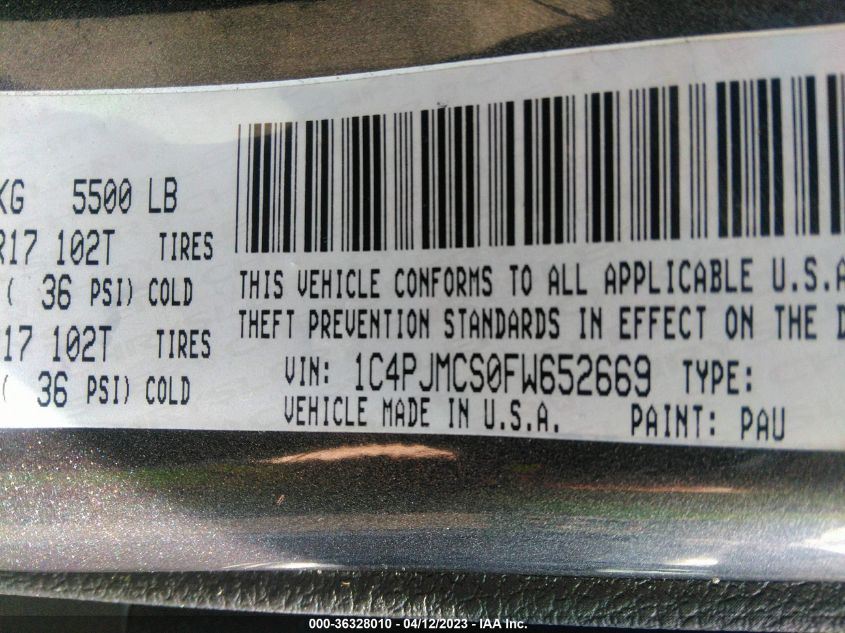 KG 5500 LB
R17 102T TIRES
( 36 PSI) COLD
17 102T TIRES
( 36 PSI) COLD
THIS VEHICLE CONFORMS TO ALL APPLICABLE U.S.A
THEFT PREVENTION STANDARDS IN EFFECT ON THE D
VIN: 1C4PJMCS0FW652669 TYPE:
VEHICLE MADE IN U.S.A. PAINT: PAU
000-36328010 - 04/12/2023 - IAA Inc.